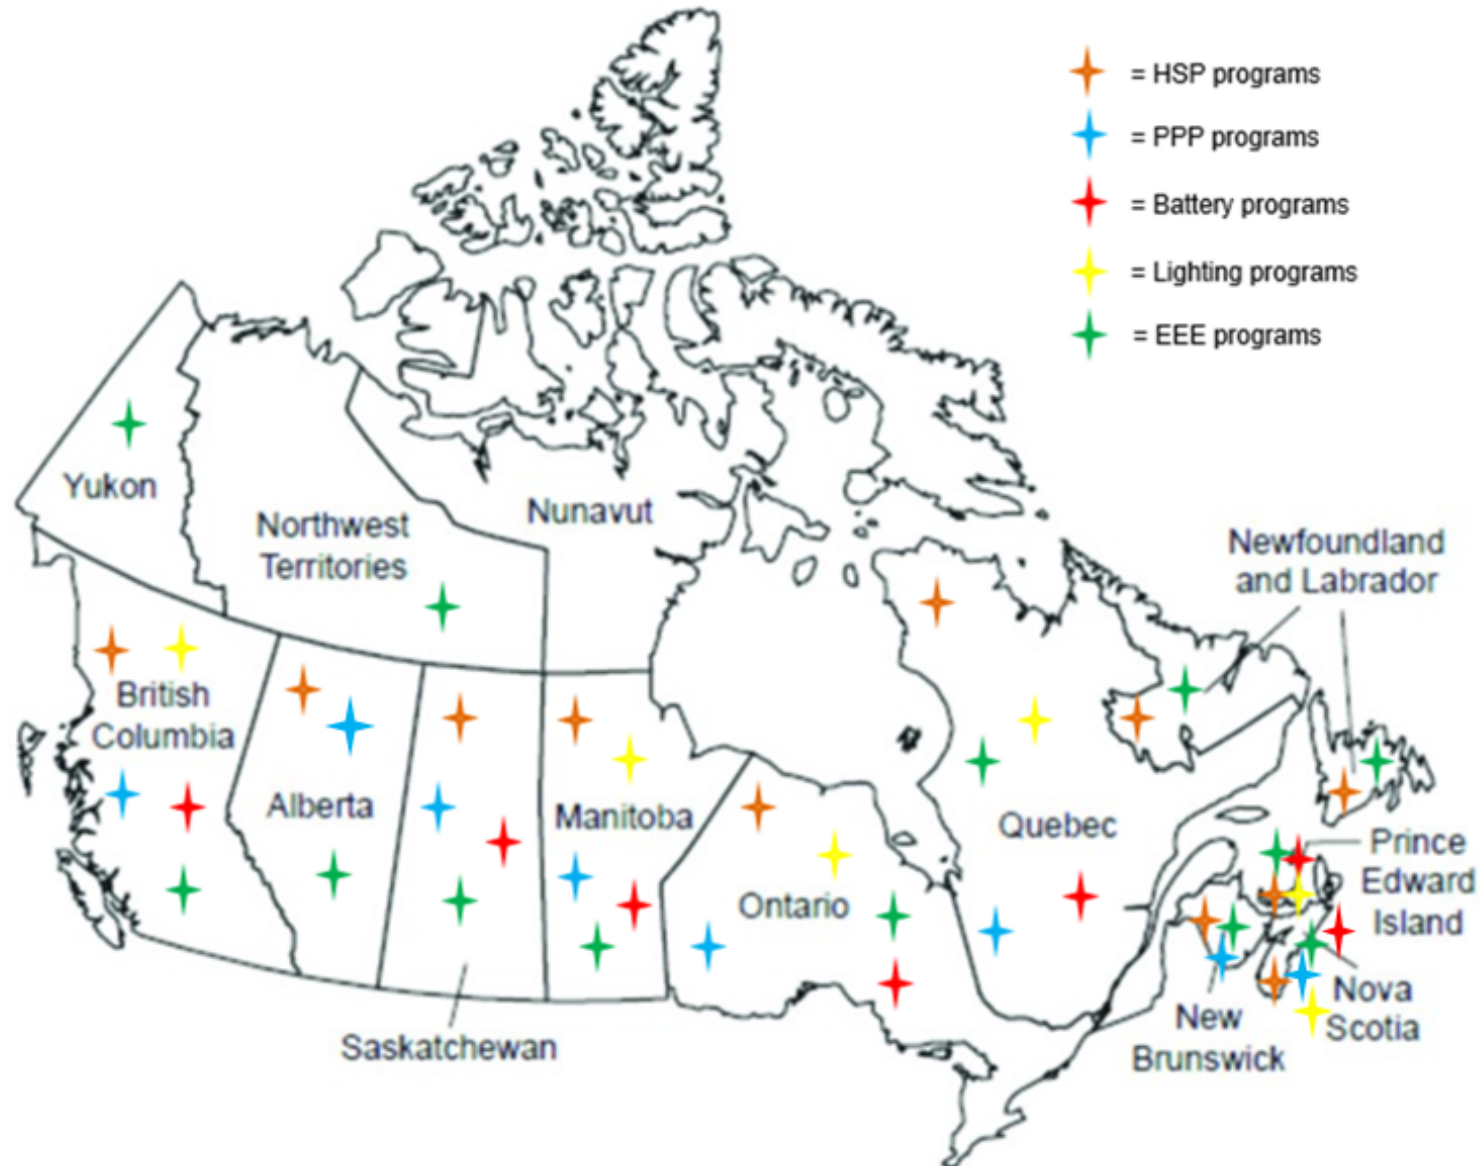 = HSP programs
= PPP programs
= Battery programs
= Lighting programs
= EEE programs
Yukon
Northwest
Territories
Nunavut
Newfoundland
and Labrador
British
Columbia
Alberta
Manitoba
Ontario
Quebec
Prince
Edward
Island
Nova
Scotia
New
Brunswick
Saskatchewan